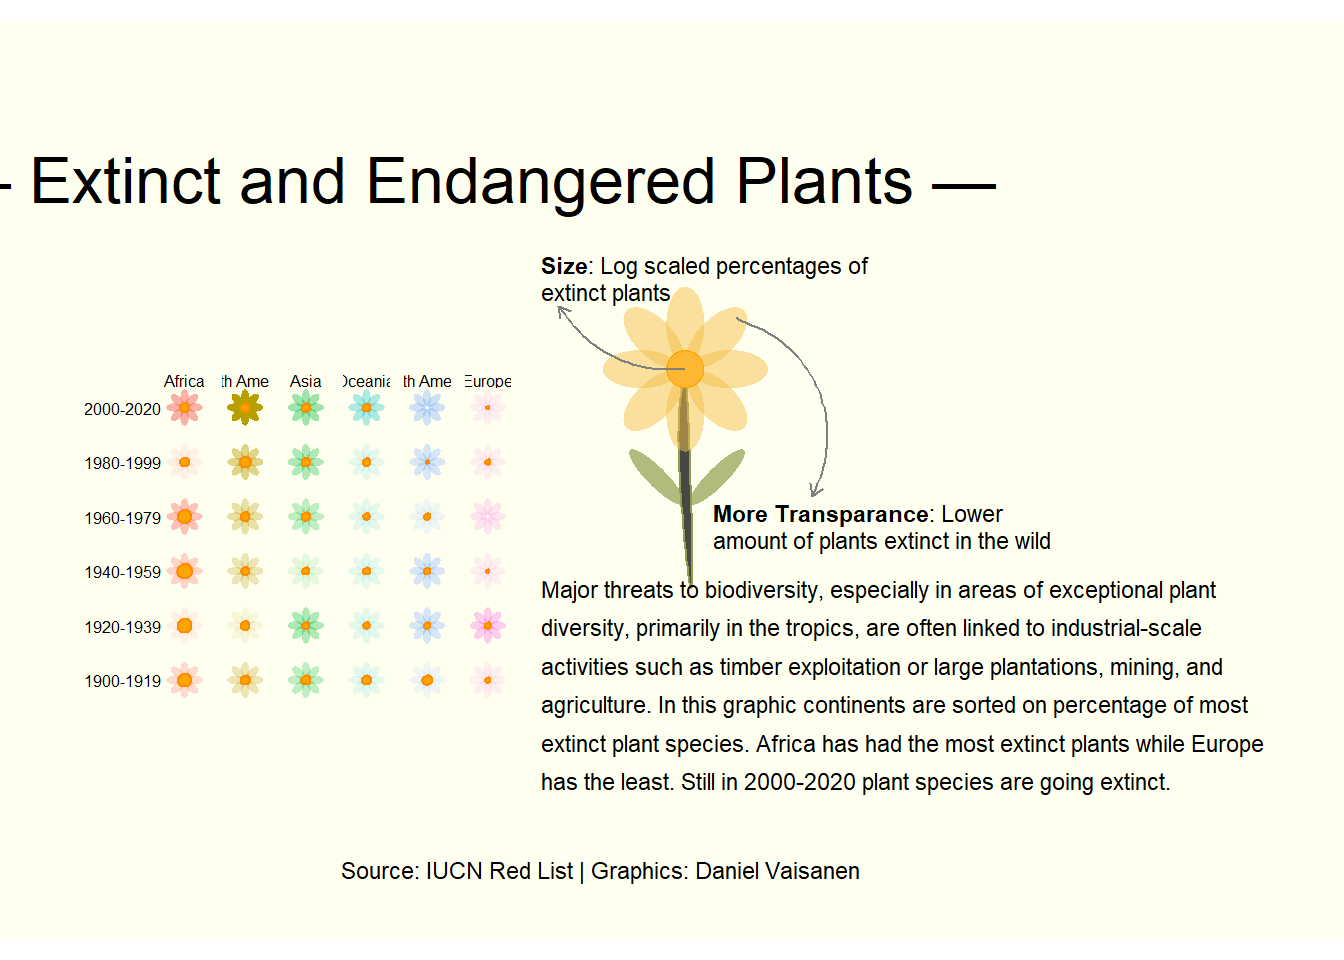 — Extinct and Endangered Plants —
Size: Log scaled percentages of
extinct plants
Africa th Ame Asia Oceania th Ame Europe
2000-2020
1980-1999
1960-1979
1940-1959
1920-1939
1900-1919
More Transparance: Lower
amount of plants extinct in the wild
Major threats to biodiversity, especially in areas of exceptional plant
diversity, primarily in the tropics, are often linked to industrial-scale
activities such as timber exploitation or large plantations, mining, and
agriculture. In this graphic continents are sorted on percentage of most
extinct plant species. Africa has had the most extinct plants while Europe
has the least. Still in 2000-2020 plant species are going extinct.
Source: IUCN Red List | Graphics: Daniel Vaisanen